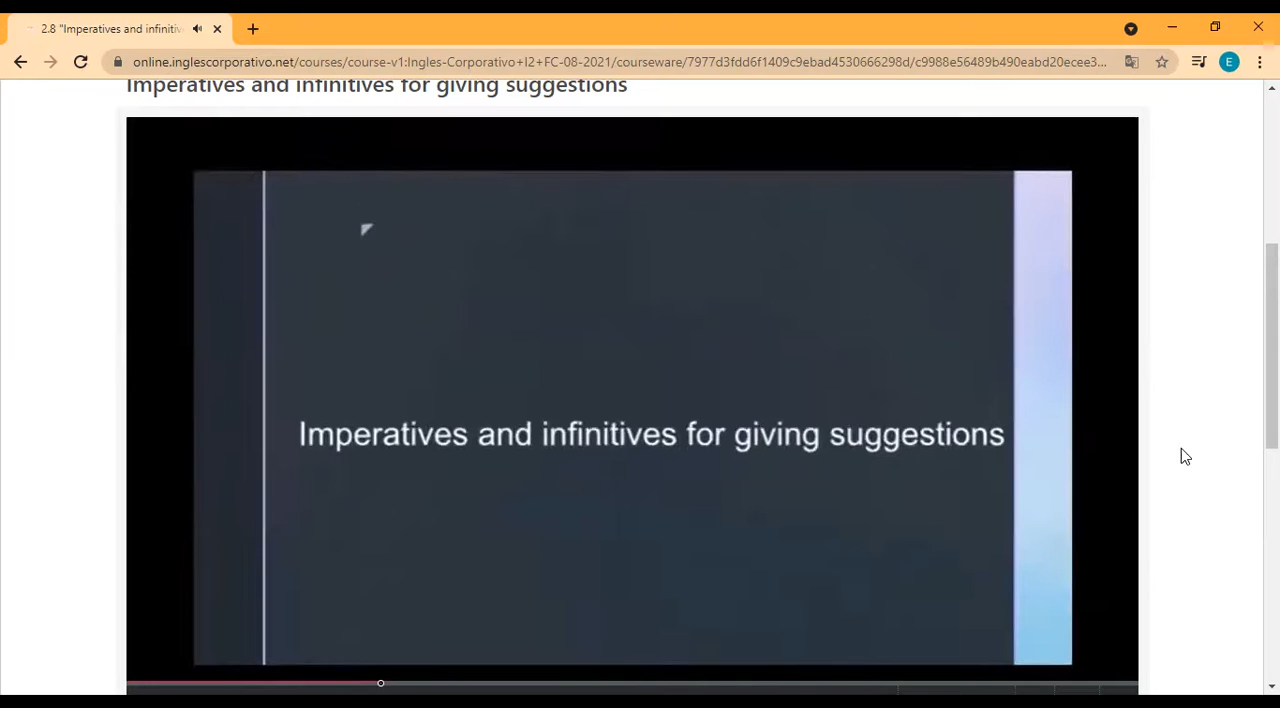 2.8 "Imperatives and infinitiv
online.inglescorporativo.net/courses/course-v1:Ingles-Corporativo+I2+FC-08-2021/courseware/7977d3fdd6f1409c9ebad4530666298d/c9988e56489b490eabd20ecee3...
E
Imperatives and infinitives for giving suggestions
Imperatives and infinitives for giving suggestions